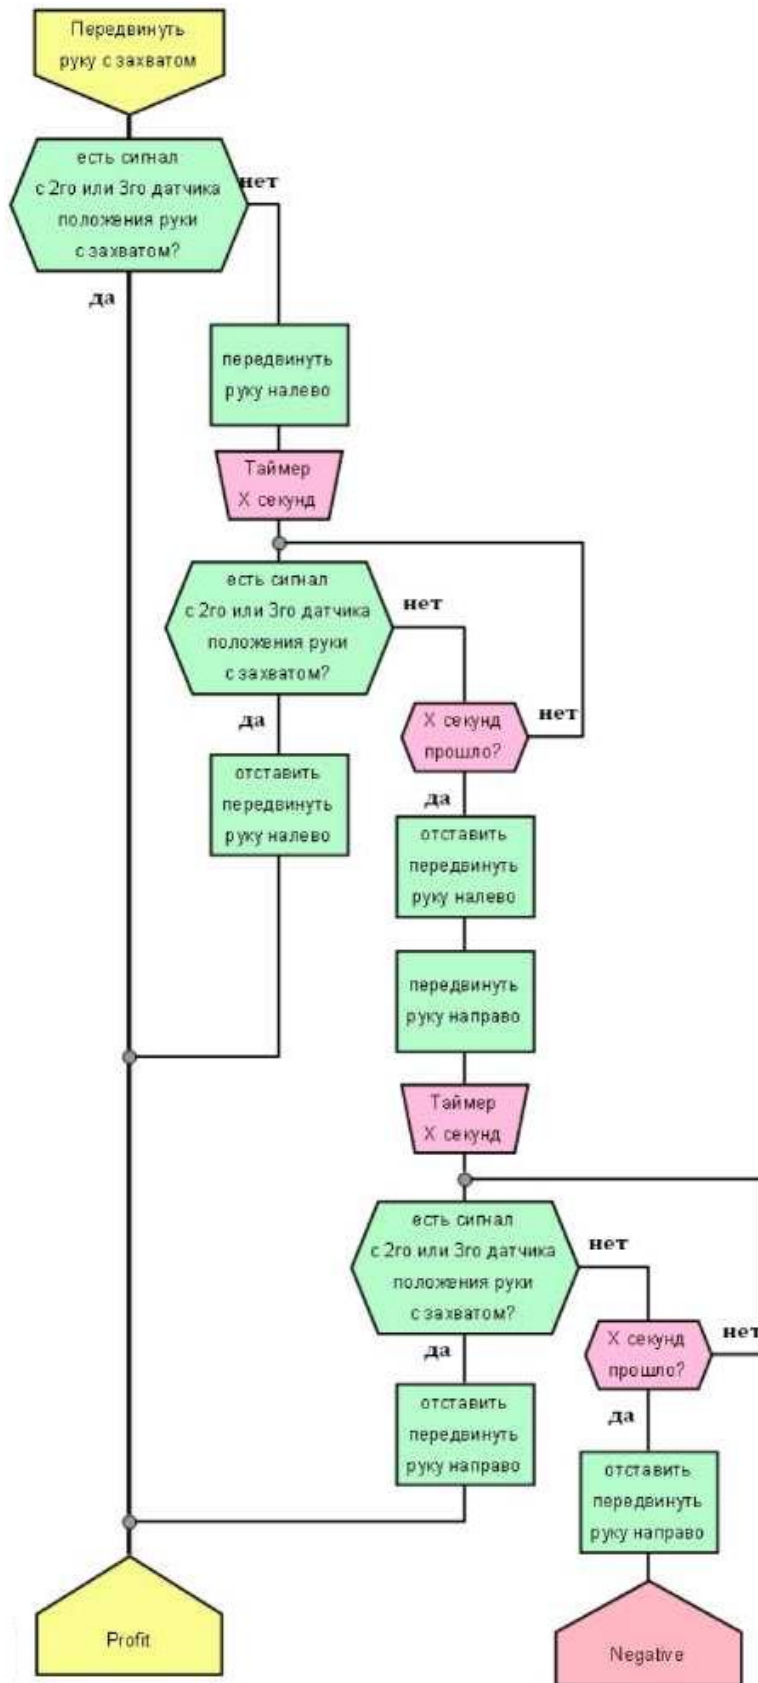 Передвинуть
руку с захватом
есть сигнал
с 2го или 3го датчика
положения руки
с захватом?
нет
да
передвинуть
руку налево
Таймер
X секунд
есть сигнал
с 2го или 3го датчика
положения руки
с захватом?
нет
да
X секунд
прошло?
нет
да
отставить
передвинуть
руку налево
отставить
передвинуть
руку налево
передвинуть
руку направо
Таймер
X секунд
есть сигнал
с 2го или 3го датчика
положения руки
с захватом?
нет
да
X секунд
прошло?
нет
да
отставить
передвинуть
руку направо
отставить
передвинуть
руку направо
Profit
Negative